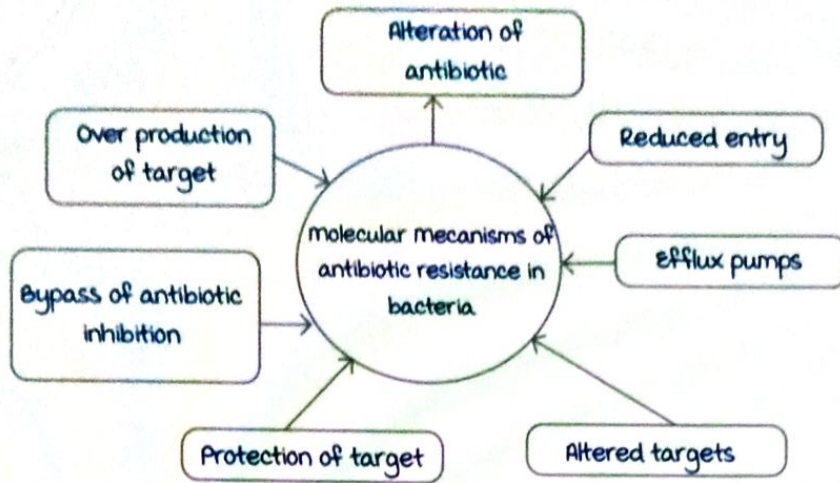 Alteration of
antibiotic
Over production
of target
Reduced entry
molecular mecanisms of
antibiotic resistance in
bacteria
Efflux pumps
Bypass of antibiotic
inhibition
Protection of target
Altered targets